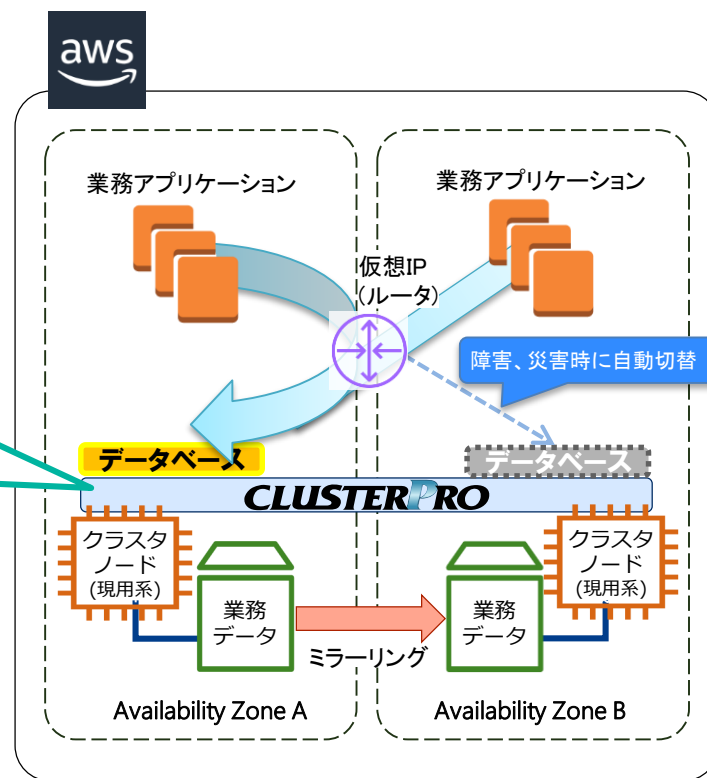 aws
業務アプリケーション
業務アプリケーション
仮想IP
(ルータ)
障害、災害時に自動切替
データベース
データベース
CLUSTERPRO
クラスタ
ノード
(現用系)
業務
データ
ミラーリング
業務
データ
クラスタ
ノード
(現用系)
Availability Zone A
Availability Zone B